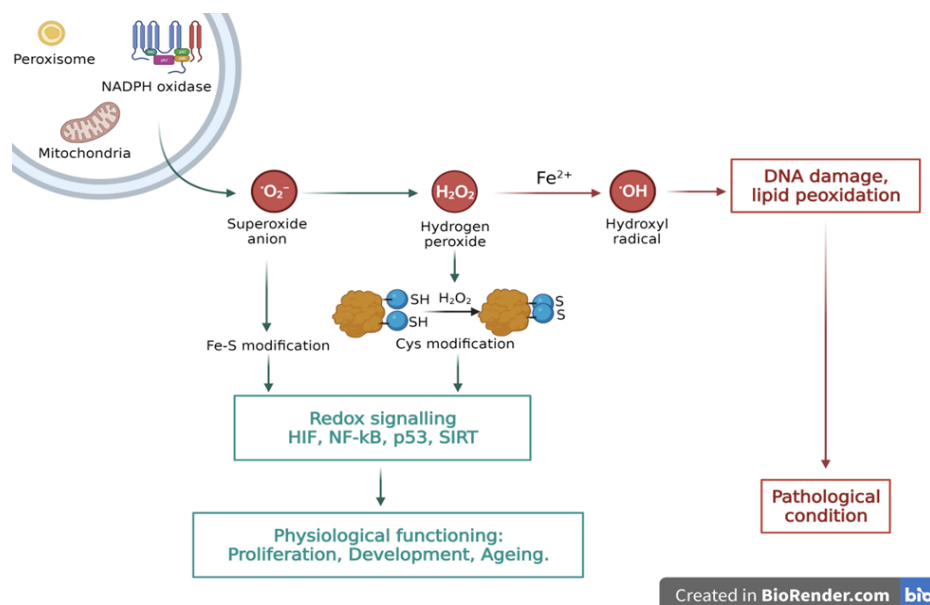 Peroxisome
NADPH oxidase
Mitochondria
·O₂⁻
Superoxide
anion
H₂O₂
Hydrogen
peroxide
Fe²⁺
·OH
Hydroxyl
radical
DNA damage,
lipid peoxidation
SH
SH
H₂O₂
S
S
Fe-S modification
Cys modification
Redox signalling
HIF, NF-kB, p53, SIRT
Pathological
condition
Physiological functioning:
Proliferation, Development, Ageing.
Created in BioRender.com bio